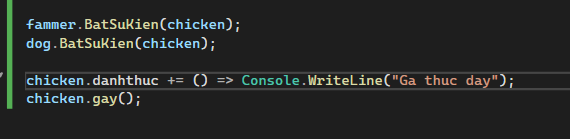 fammer.BatSuKien(chicken);
dog.BatSuKien(chicken);
chicken.danhthuc += () => Console.WriteLine("Ga thuc day");
chicken.gay();